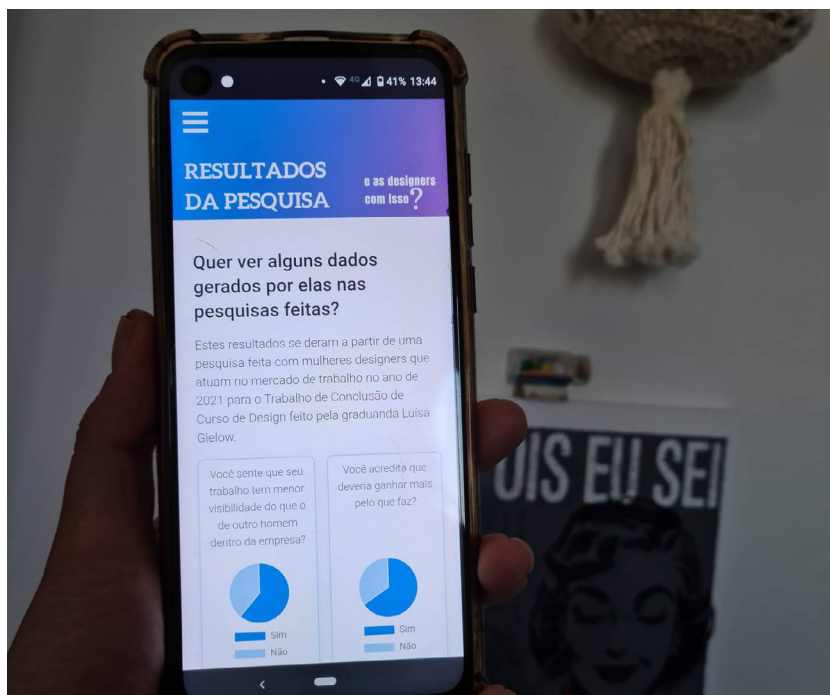 4G 41% 13:44
RESULTADOS
DA PESQUISA
e as designers
com isso?
Quer ver alguns dados
gerados por elas nas
pesquisas feitas?
Estes resultados se deram a partir de uma
pesquisa feita com mulheres designers que
atuam no mercado de trabalho no ano de
2021 para o Trabalho de Conclusão de
Curso de Design feito pela graduanda Luísa
Gielow.
Você sente que seu
trabalho tem menor
visibilidade do que o
de outro homem
dentro da empresa?
Sim
Não
Você acredita que
deveria ganhar mais
pelo que faz?
Sim
Não
OIS EU SEI